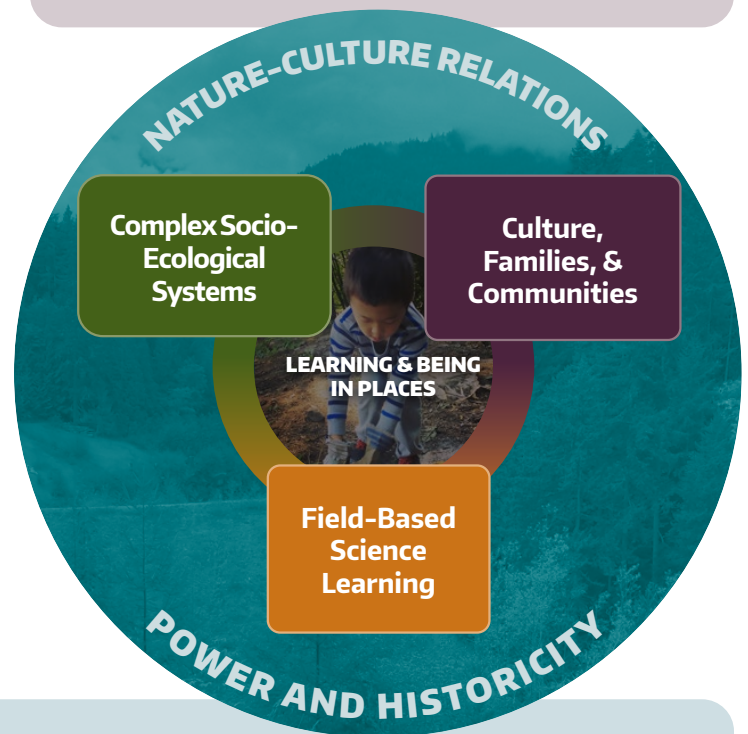 NATURE-CULTURE RELATIONS
Complex Socio-
Ecological
Systems
Culture,
Families, &
Communities
LEARNING & BEING
IN PLACES
Field-Based
Science
Learning
POWER AND HISTORICITY